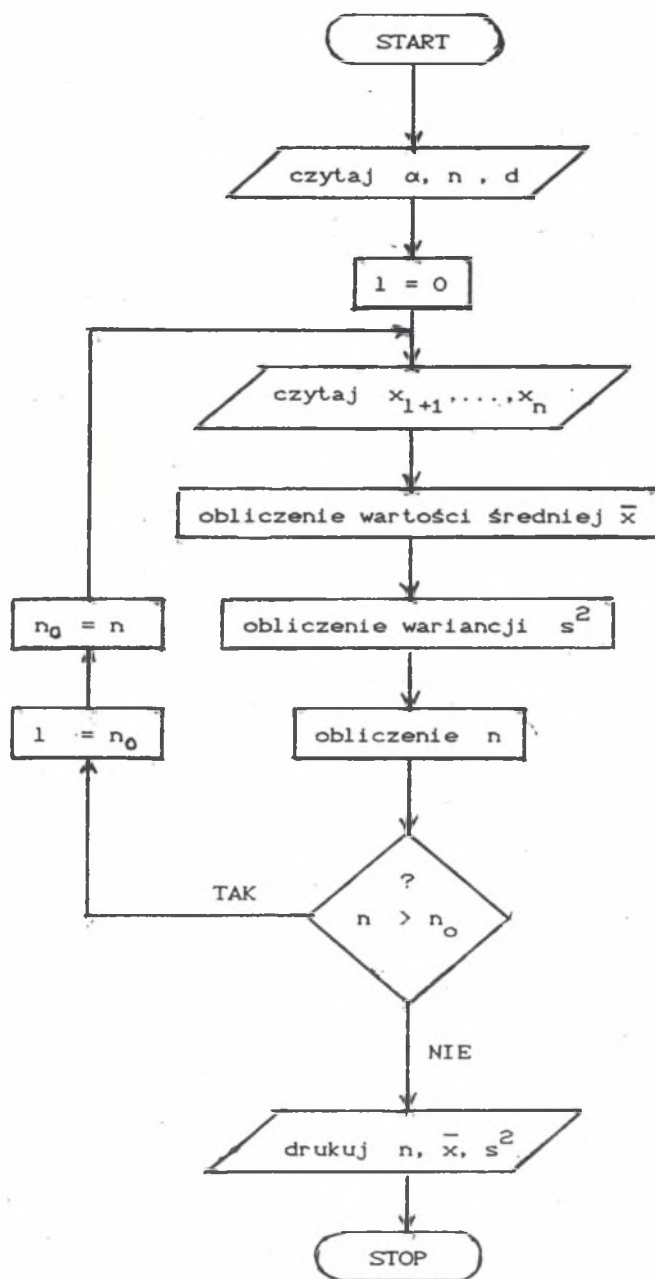 START
czytaj α, n , d
l = 0
czytaj x_{l+1},....,x_n
obliczenie wartości średniej x̅
n_0 = n
obliczenie wariancji s²
l = n_0
obliczenie n
TAK
?
n > n_o
NIE
drukuj n, x̅, s²
STOP